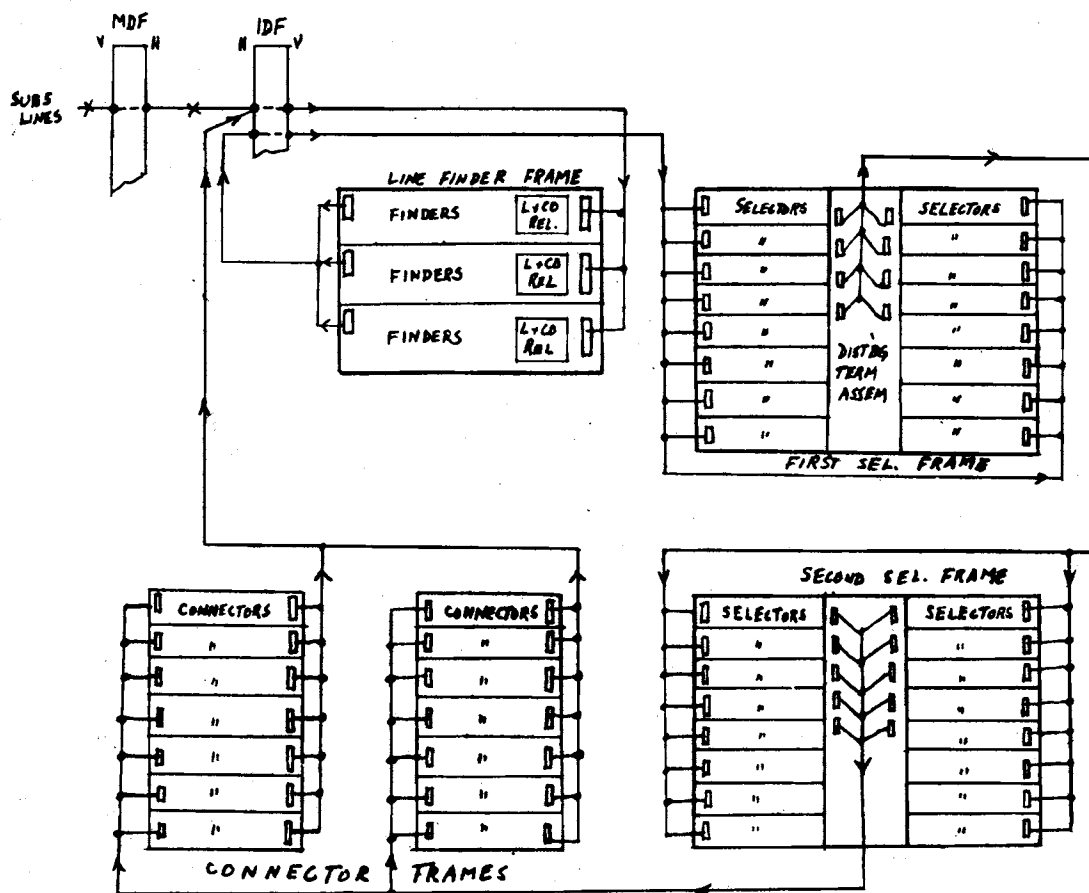 MDF
IDF
V H
H V
SUBS
LINES
LINE FINDER FRAME
FINDERS
L+CO
REL.
FINDERS
L+CO
REL
FINDERS
L+CO
REL
SELECTORS
"
"
"
"
"
"
"
DISTBG
TERM
ASSEM
SELECTORS
"
"
"
"
"
"
"
FIRST SEL. FRAME
SECOND SEL. FRAME
SELECTORS
"
"
"
"
"
"
"
SELECTORS
"
"
"
"
"
"
"
CONNECTORS
"
"
"
"
"
"
CONNECTORS
"
"
"
"
"
"
CONNECTOR FRAMES